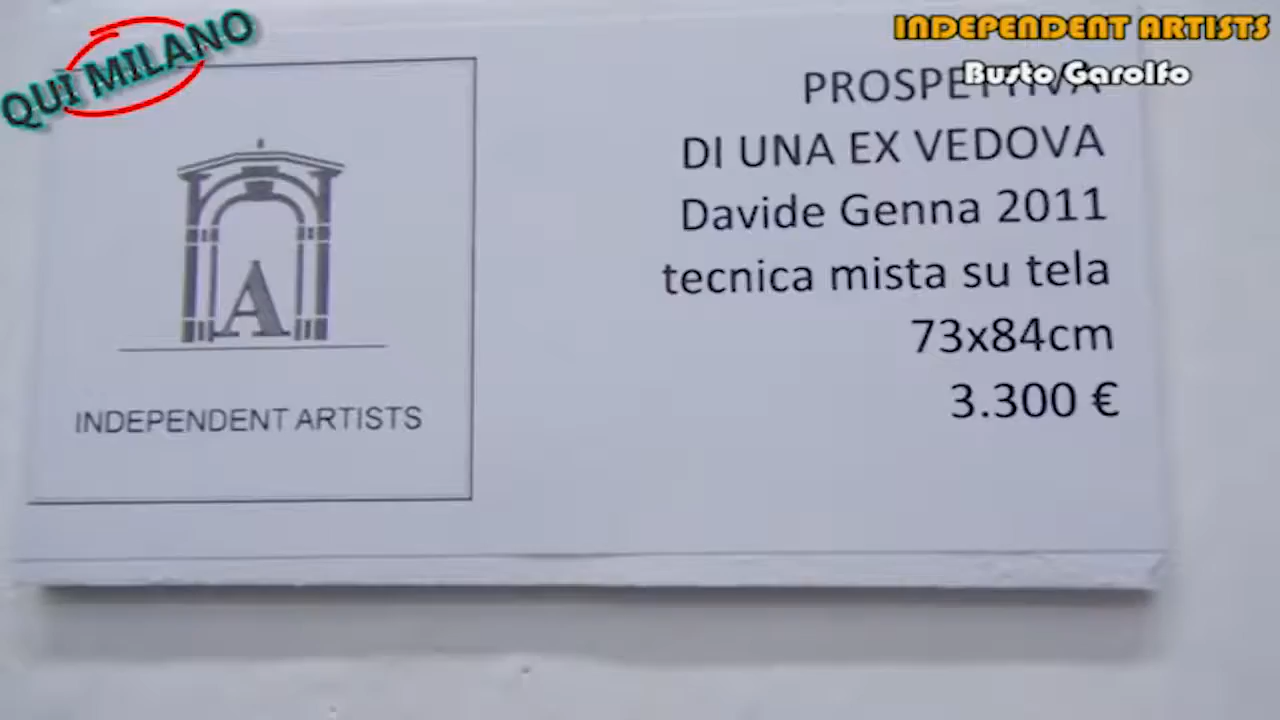 QUI MILANO
INDEPENDENT ARTISTS
Busto Garolfo
PROSPETTIVA
DI UNA EX VEDOVA
Davide Genna 2011
tecnica mista su tela
73x84cm
3.300 €
A
INDEPENDENT ARTISTS